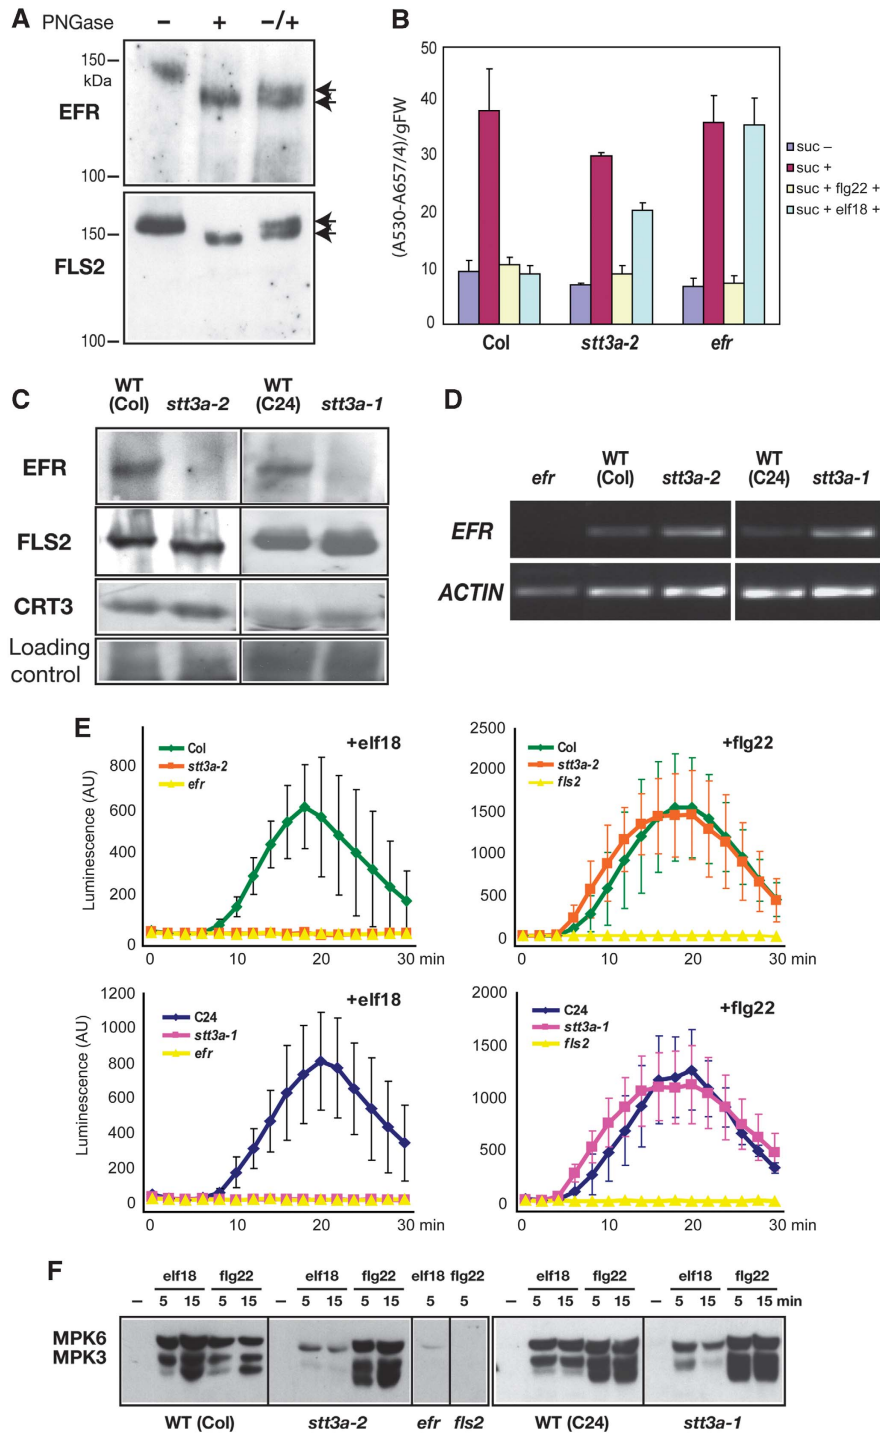 A PNGase – + –/+
150
kDa
EFR
100
150
FLS2
100
B
(A530-A657/4)/gFW
50
40
30
20
10
0
suc –
suc +
suc + flg22 +
suc + elf18 +
Col stt3a-2 efr
C
WT (Col) stt3a-2 WT (C24) stt3a-1
EFR
FLS2
CRT3
Loading
control
D
efr WT (Col) stt3a-2 WT (C24) stt3a-1
EFR
ACTIN
E
Luminescence (AU)
+elf18
Col
stt3a-2
efr
800
600
400
200
0
0 10 20 30 min
+flg22
Col
stt3a-2
fls2
2500
2000
1500
1000
500
0
0 10 20 30 min
Luminescence (AU)
+elf18
C24
stt3a-1
efr
1200
1000
800
600
400
200
0
0 10 20 30 min
+flg22
C24
stt3a-1
fls2
2000
1500
1000
500
0
0 10 20 30 min
F
elf18 flg22 elf18 flg22 elf18 flg22 elf18 flg22 elf18 flg22
– 5 15 5 15 – 5 15 5 15 5 5 – 5 15 5 15 – 5 15 5 15 min
MPK6
MPK3
WT (Col) stt3a-2 efr fls2 WT (C24) stt3a-1